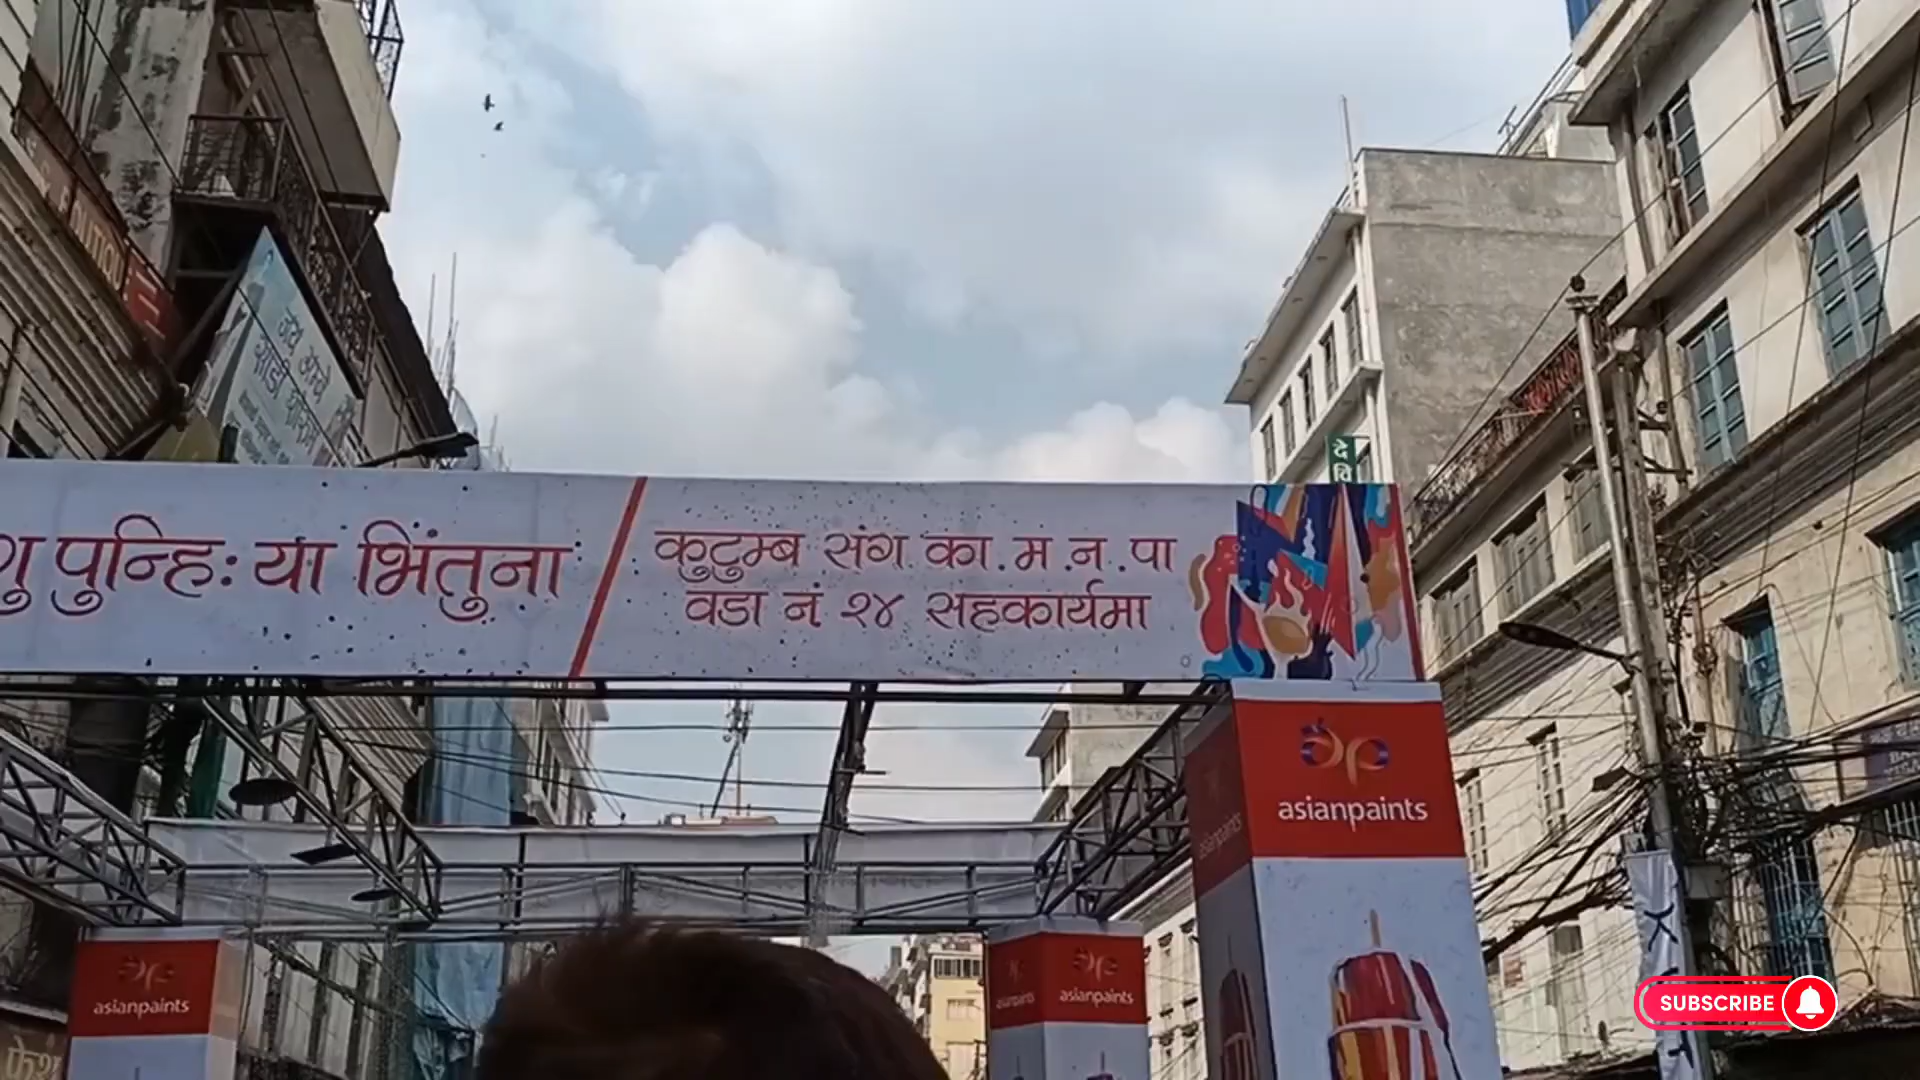 गु पुन्हि: या भिंतुना
कुटुम्ब संग का.म.न.पा
वडा नं २४ सहकार्यमा
दे
asianpaints
asianpaints
asianpaints
asianpaints
SUBSCRIBE